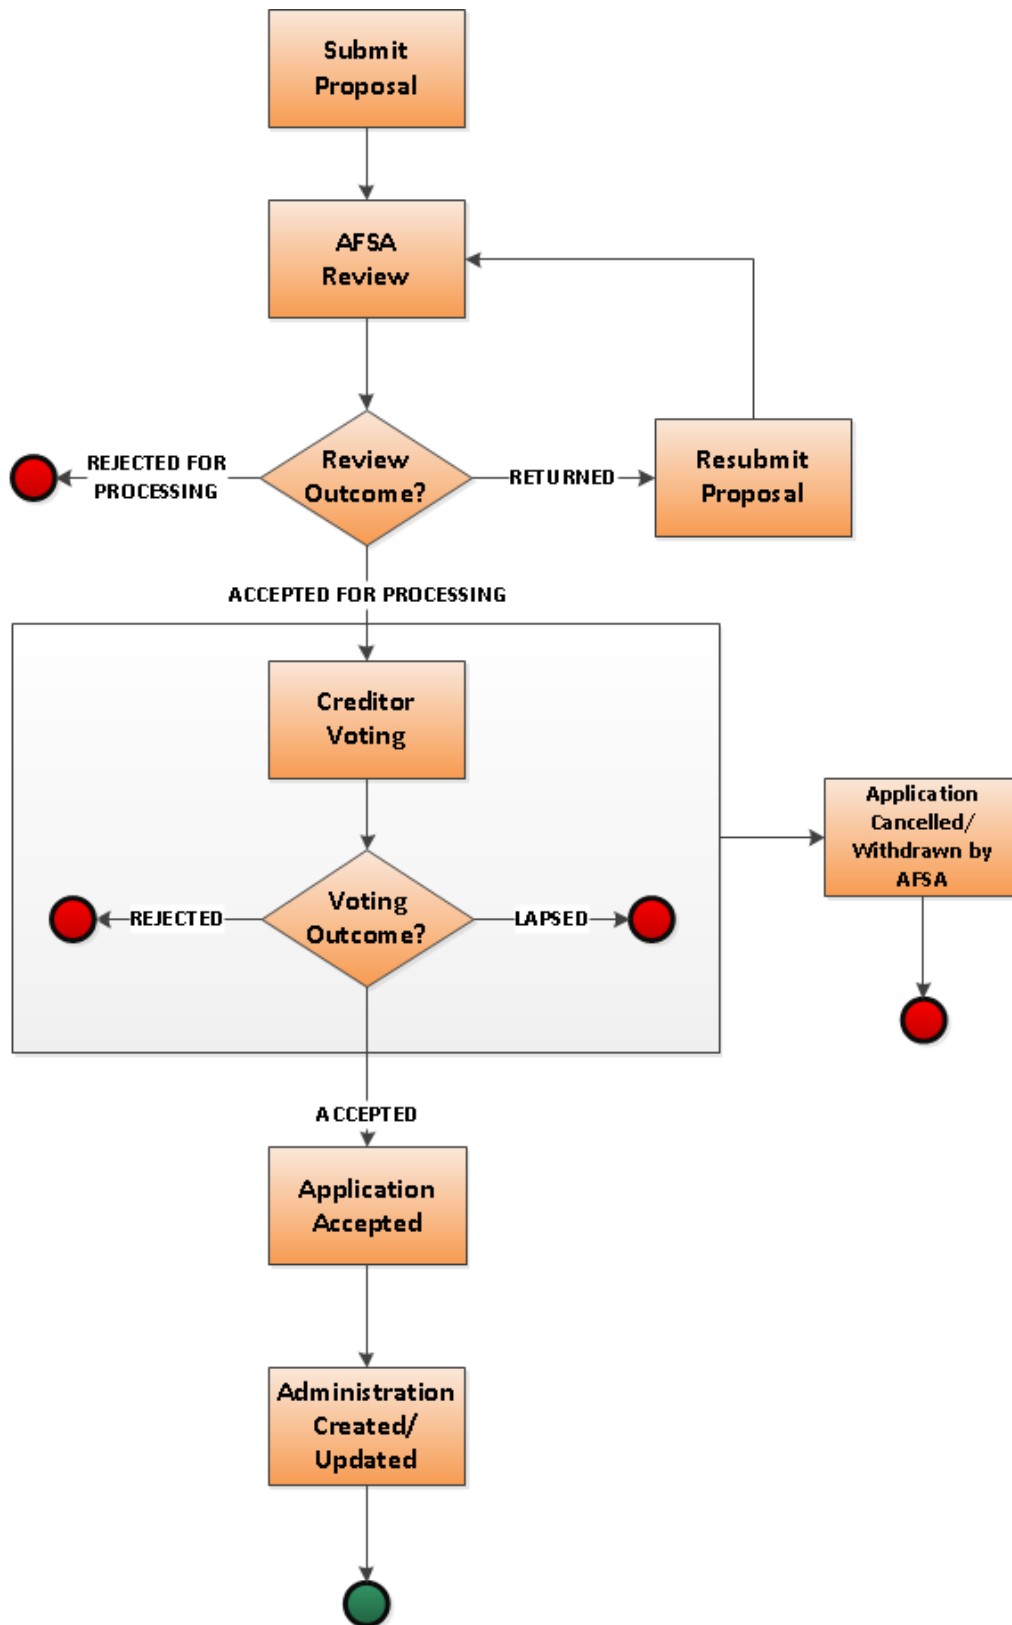 Submit
Proposal
AFSA
Review
Review
Outcome?
REJECTED FOR
PROCESSING
RETURNED
Resubmit
Proposal
ACCEPTED FOR PROCESSING
Creditor
Voting
Voting
Outcome?
REJECTED
LAPSED
Application
Cancelled/
Withdrawn by
AFSA
ACCEPTED
Application
Accepted
Administration
Created/
Updated